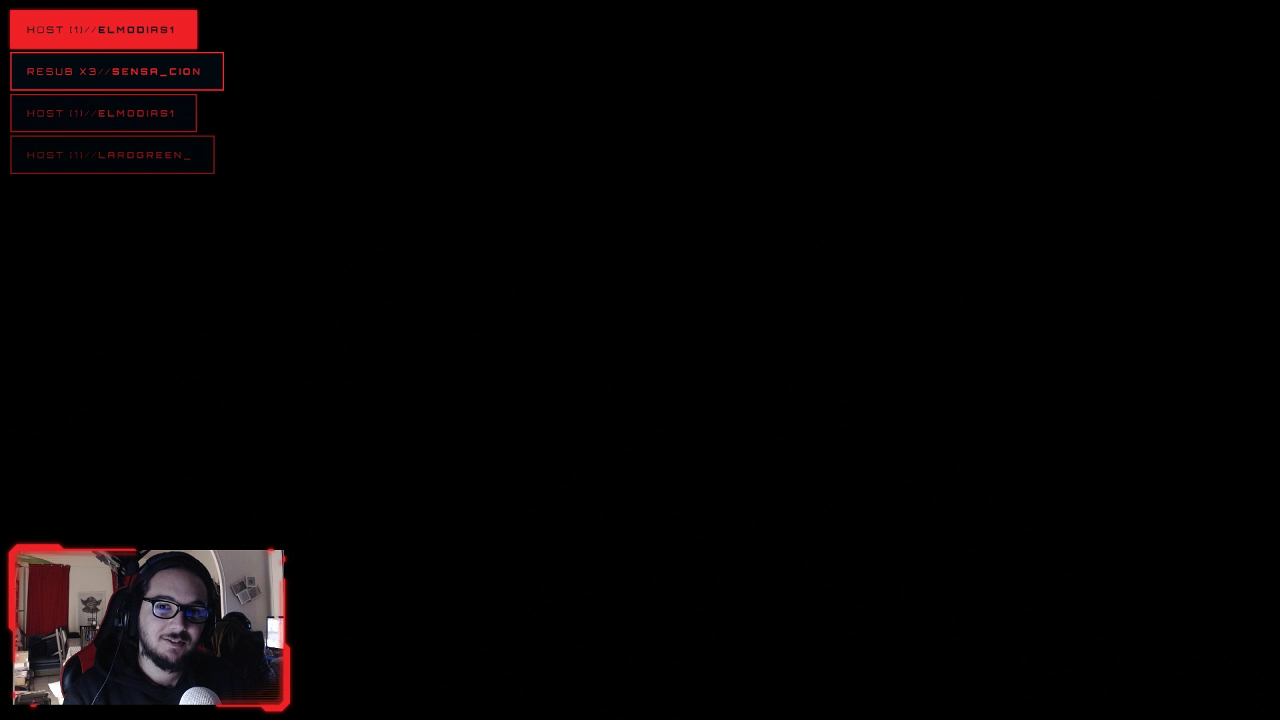 HOST (1)//ELMODIAS1
RESUB X3//SENSA_CION
HOST (1)//ELMODIAS1
HOST (1)//LARDGREEN_